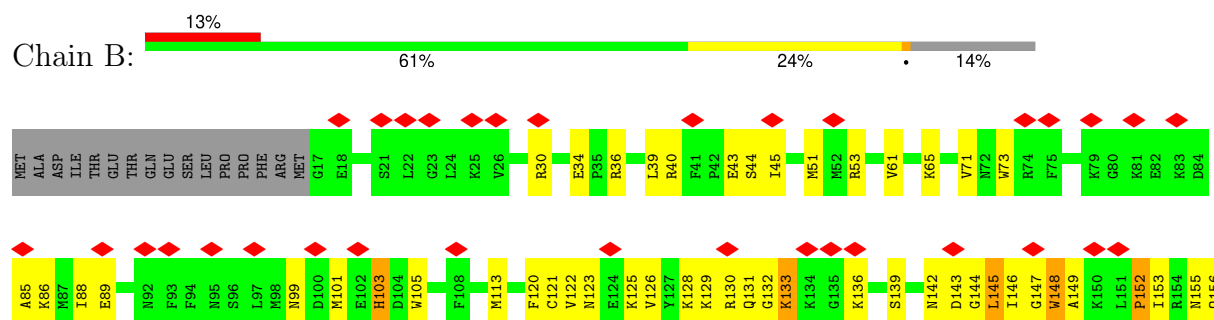 13%
Chain B:
61% 24% • 14%
MET ALA ASP ILE THR GLU THR GLN GLU SER LEU PRO PRO PHE ARG MET G17 E18 S21 L22 G23 L24 K25 V26 R30 E34 P35 R36 L39 R40 F41 P42 E43 S44 I45 M51 M52 R53 V61 K65 V71 N72 W73 R74 F75 K79 G80 K81 E82 K83 D84
A85 K86 M87 I88 E89 N92 F93 F94 N95 S96 L97 M98 N99 D100 M101 E102 H103 D104 W105 F108 M113 F120 C121 V122 N123 E124 K125 V126 Y127 K128 K129 R130 Q131 G132 K133 K134 G135 K136 S139 N142 D143 G144 L145 I146 G147 W148 A149 K150 L151 P152 I153 R154 N155